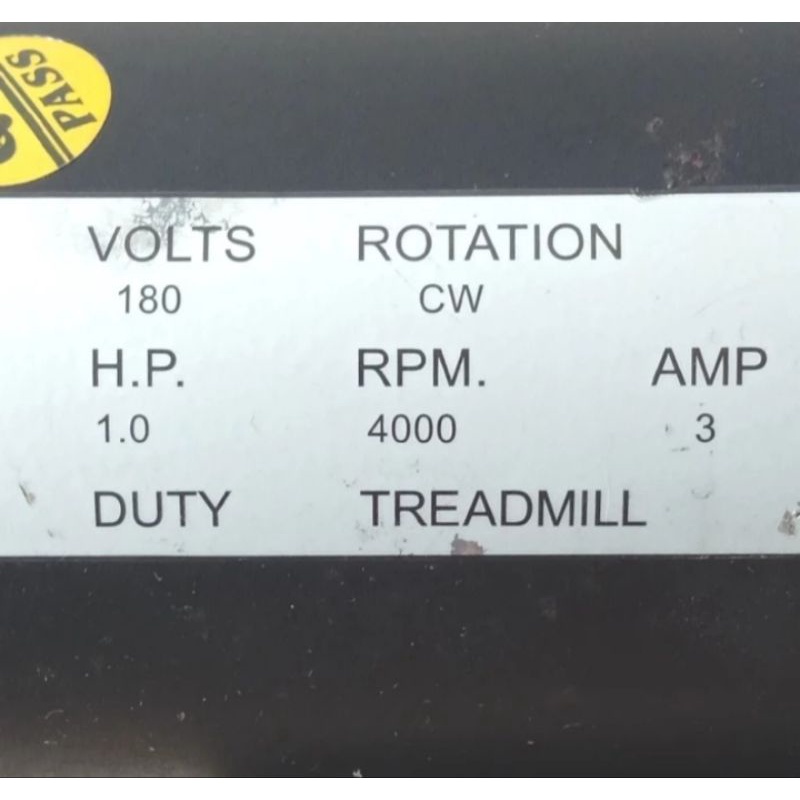 PASS
VOLTS ROTATION
180 CW
H.P. RPM. AMP
1.0 4000 3
DUTY TREADMILL